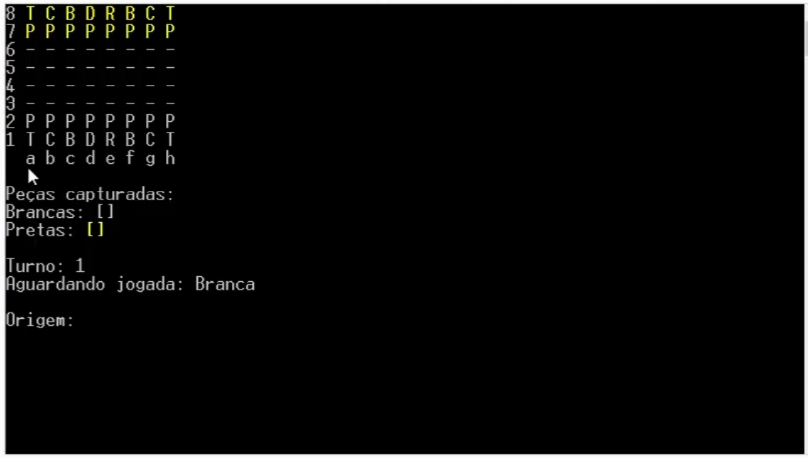 8 T C B D R B C T
7 P P P P P P P P
6 - - - - - - - -
5 - - - - - - - -
4 - - - - - - - -
3 - - - - - - - -
2 P P P P P P P P
1 T C B D R B C T
a b c d e f g h
Peças capturadas:
Brancas: []
Pretas: []
Turno: 1
Aguardando jogada: Branca
Origem: